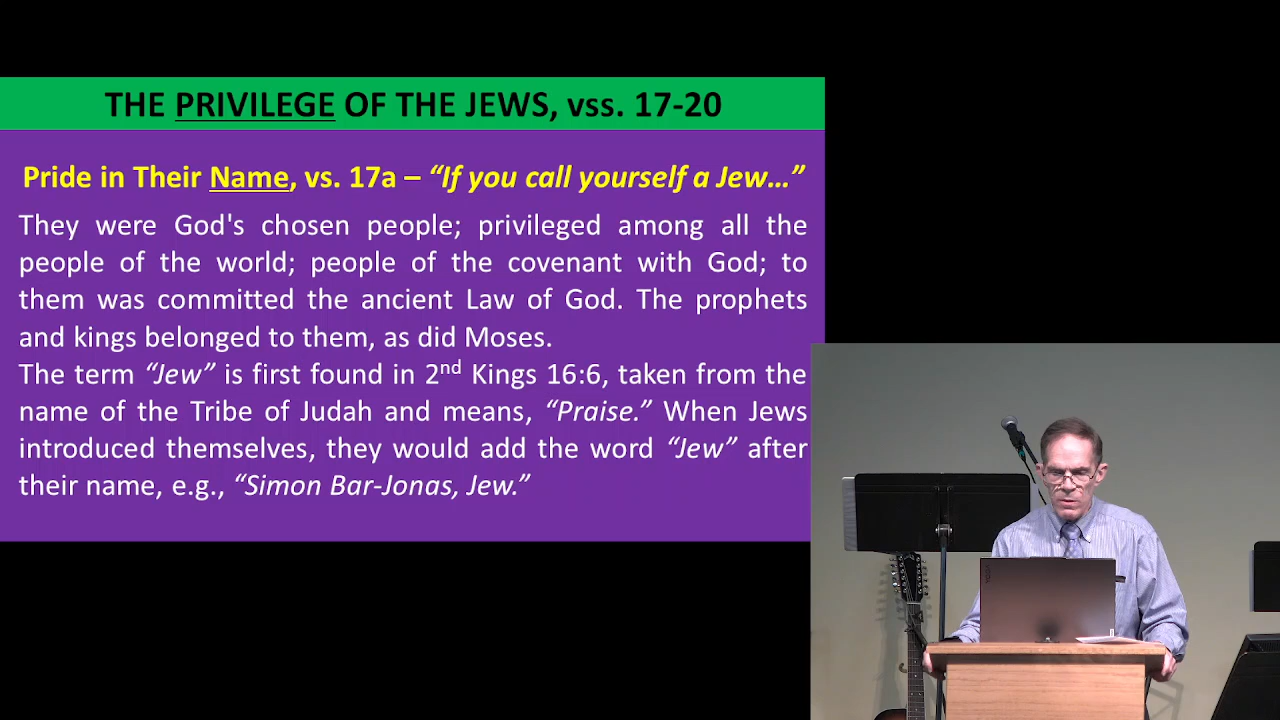 THE PRIVILEGE OF THE JEWS, vss. 17-20
Pride in Their Name, vs. 17a – “If you call yourself a Jew…”
They were God's chosen people; privileged among all the
people of the world; people of the covenant with God; to
them was committed the ancient Law of God. The prophets
and kings belonged to them, as did Moses.
The term “Jew” is first found in 2nd Kings 16:6, taken from the
name of the Tribe of Judah and means, “Praise.” When Jews
introduced themselves, they would add the word “Jew” after
their name, e.g., “Simon Bar-Jonas, Jew.”